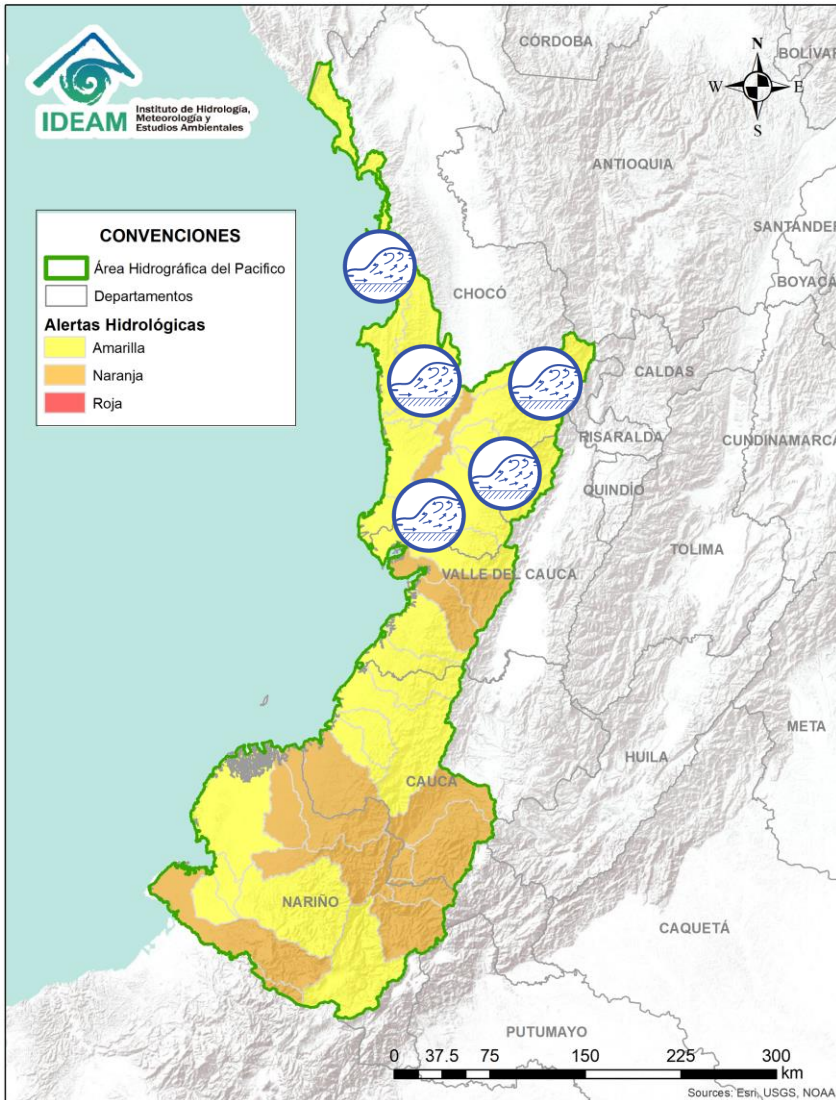 IDEAM
Instituto de Hidrología,
Meteorología y
Estudios Ambientales
CÓRDOBA
BOLÍVAR
N
W
E
S
ANTIOQUIA
SANTANDER
BOYACÁ
CONVENCIONES
Área Hidrográfica del Pacifico
Departamentos
Alertas Hidrológicas
Amarilla
Naranja
Roja
CHOCÓ
CALDAS
RISARALDA
CUNDINAMARCA
QUINDÍO
TOLIMA
VALLE DEL CAUCA
META
HUILA
CAUCA
NARIÑO
CAQUETÁ
PUTUMAYO
0 37.5 75 150 225 300
km
Sources: Esri, USGS, NOAA